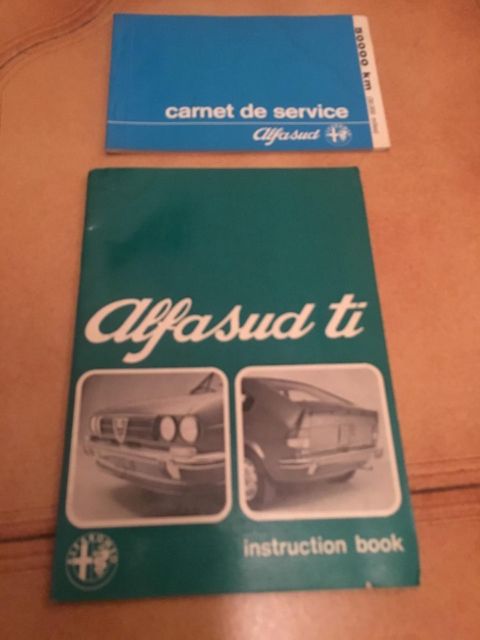 80000 km
carnet de service
Alfasud
Alfasud ti
instruction book